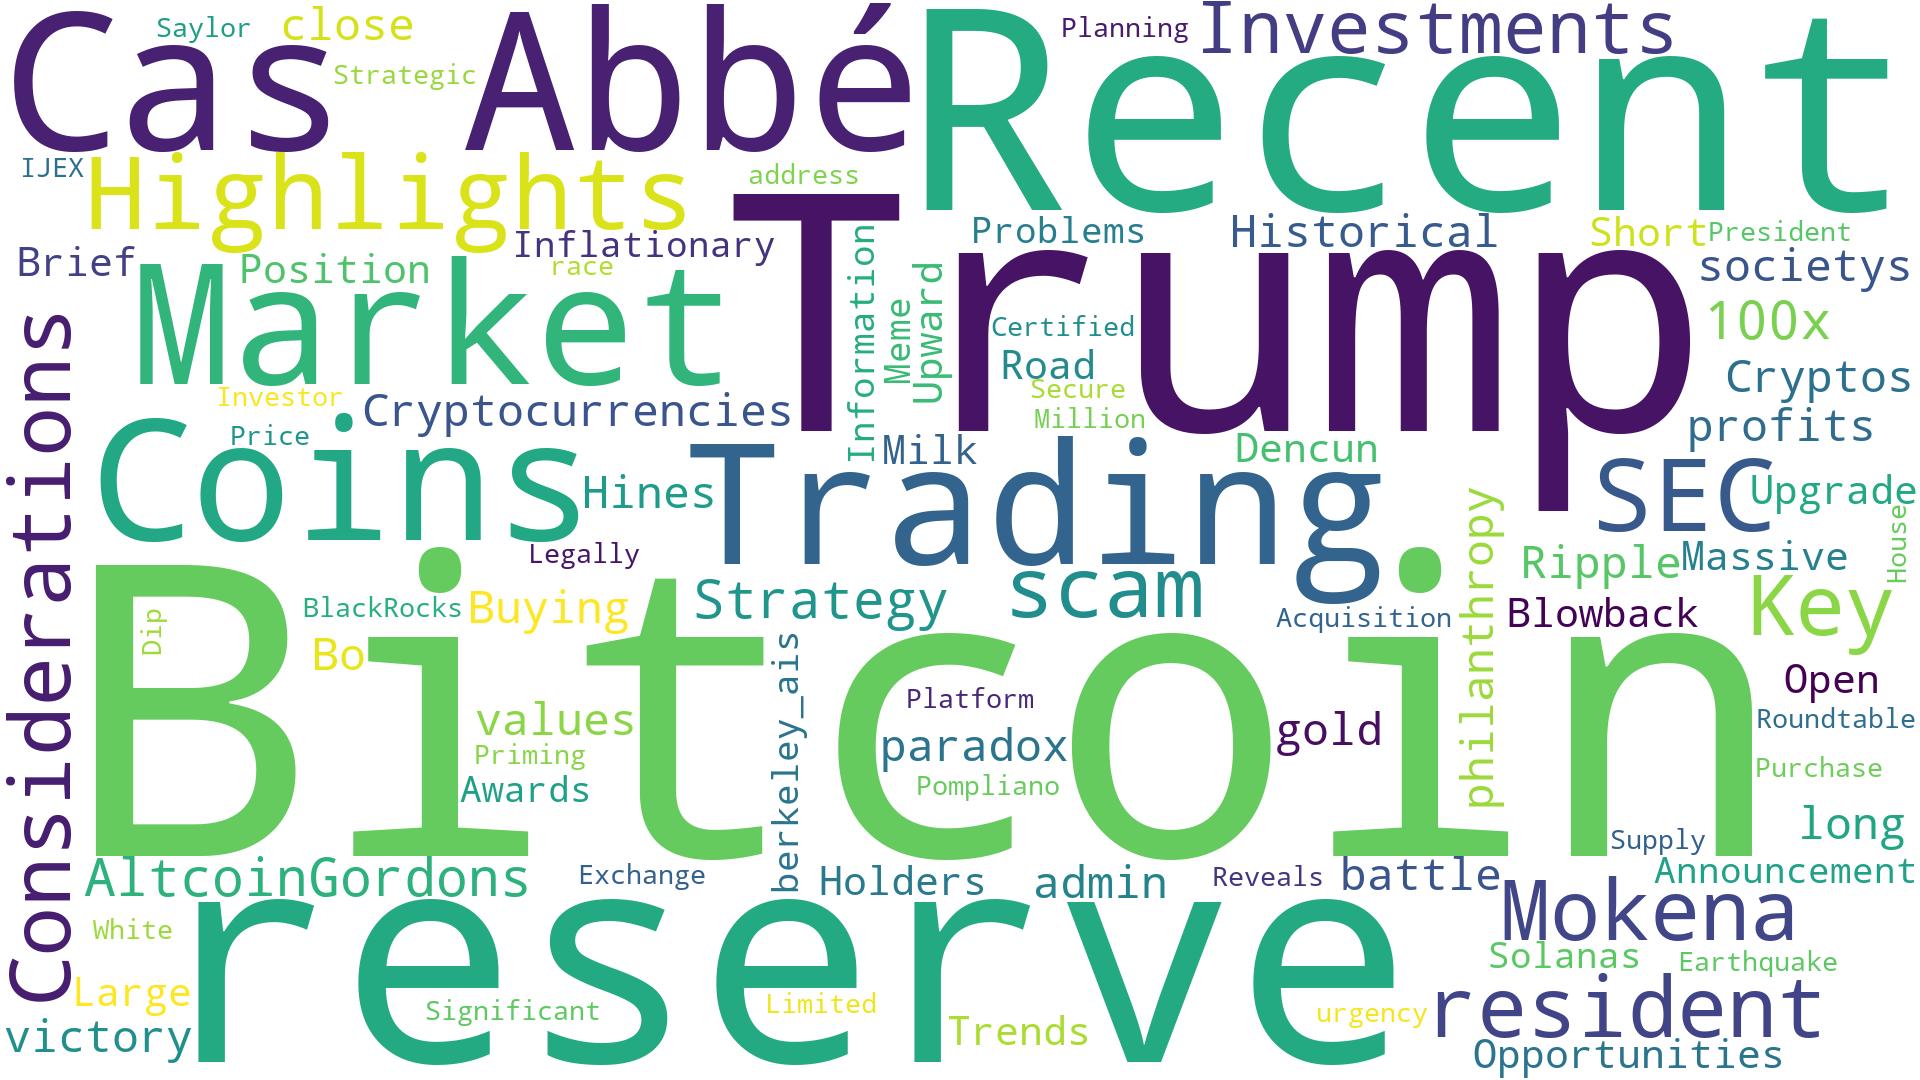 Cas Abbé
Recent
Saylor
close
Strategic
Planning
Investments
IJEX
Highlights
address
Trump
Problems
Historical
Short
President
Brief
Position
Inflationary
race
Market
Information
Meme
Upward
Certified
Road
Secure
Million
societys
100x
Cryptos
profits
Considerations
Investor
Cryptocurrencies
Price
Coins
Hines
Milk
Trading
Dencun
SEC
Upgrade
House
Legally
philanthropy
Ripple
Massive
Bitcoin
Dip
BlackRocks
Buying
Bo
Strategy
scam
Acquisition
Blowback
Key
berkeley_ais
Platform
values
Priming
Awards
paradox
Pompliano
gold
Open
Roundtable
Purchase
long
Supply
Announcement
AltcoinGordons
Exchange
Holders
admin
Reveals
battle
Mokena
White
reserve
Solanas
Earthquake
Large
Significant
Limited
urgency
resident
victory
Trends
Opportunities